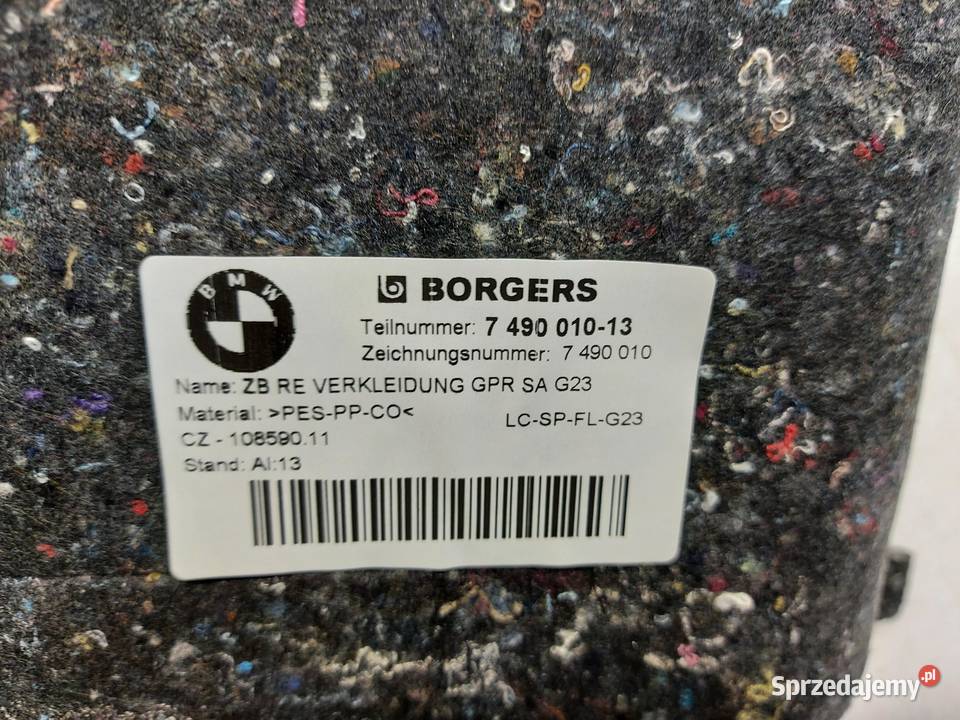 BMW
BORGERS
Teilnummer: 7 490 010-13
Zeichnungsnummer: 7 490 010
Name: ZB RE VERKLEIDUNG GPR SA G23
Material: >PES-PP-CO<
LC-SP-FL-G23
CZ - 108590.11
Stand: AI:13
Sprzedajemy.pl